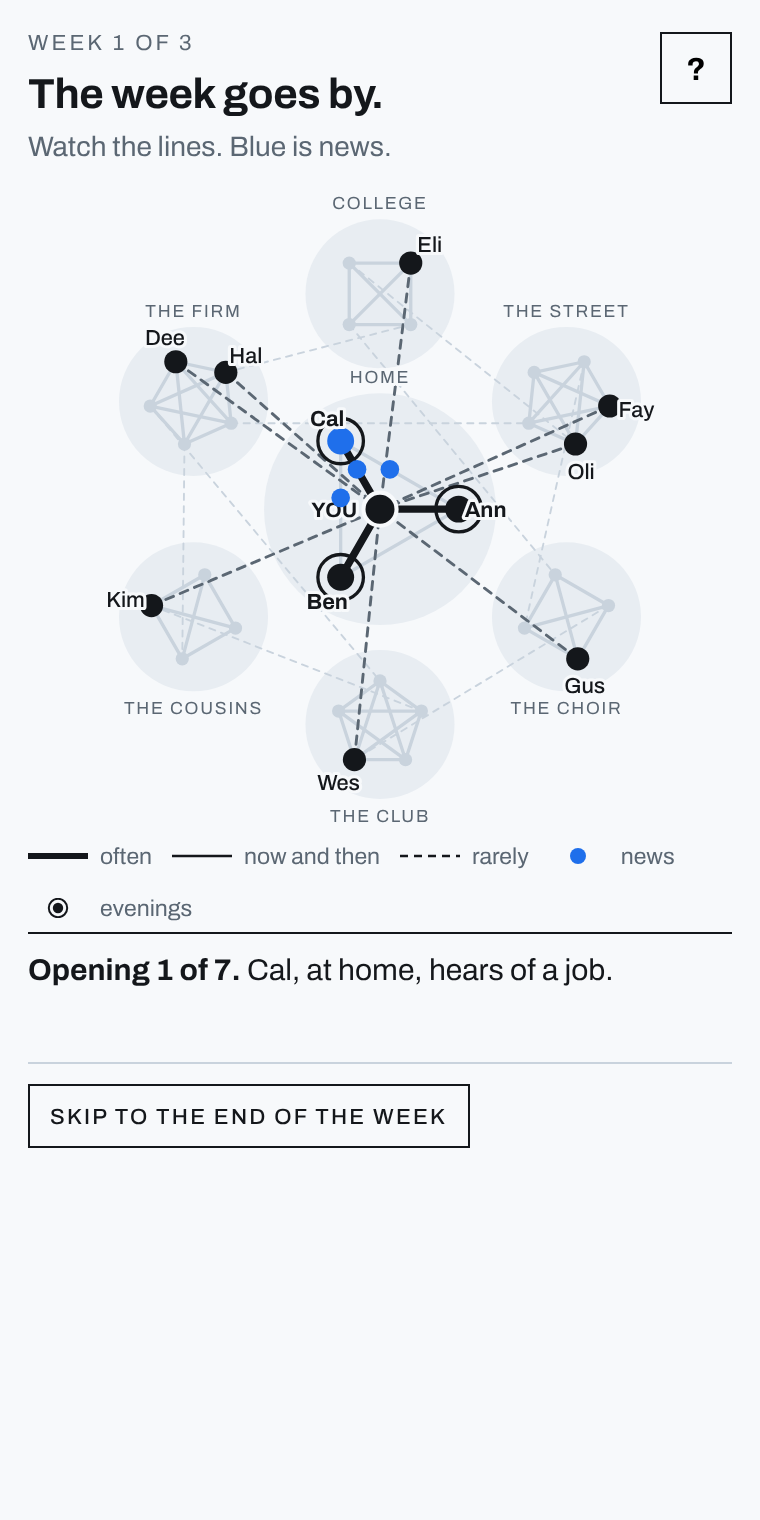 WEEK 1 OF 3
?
The week goes by.
Watch the lines. Blue is news.
COLLEGE
Eli
THE FIRM
THE STREET
Dee
Hal
HOME
Cal
Fay
Oli
YOU
Ann
Kim
Ben
Gus
THE COUSINS
THE CHOIR
Wes
THE CLUB
often now and then rarely news
evenings
Opening 1 of 7. Cal, at home, hears of a job.
SKIP TO THE END OF THE WEEK